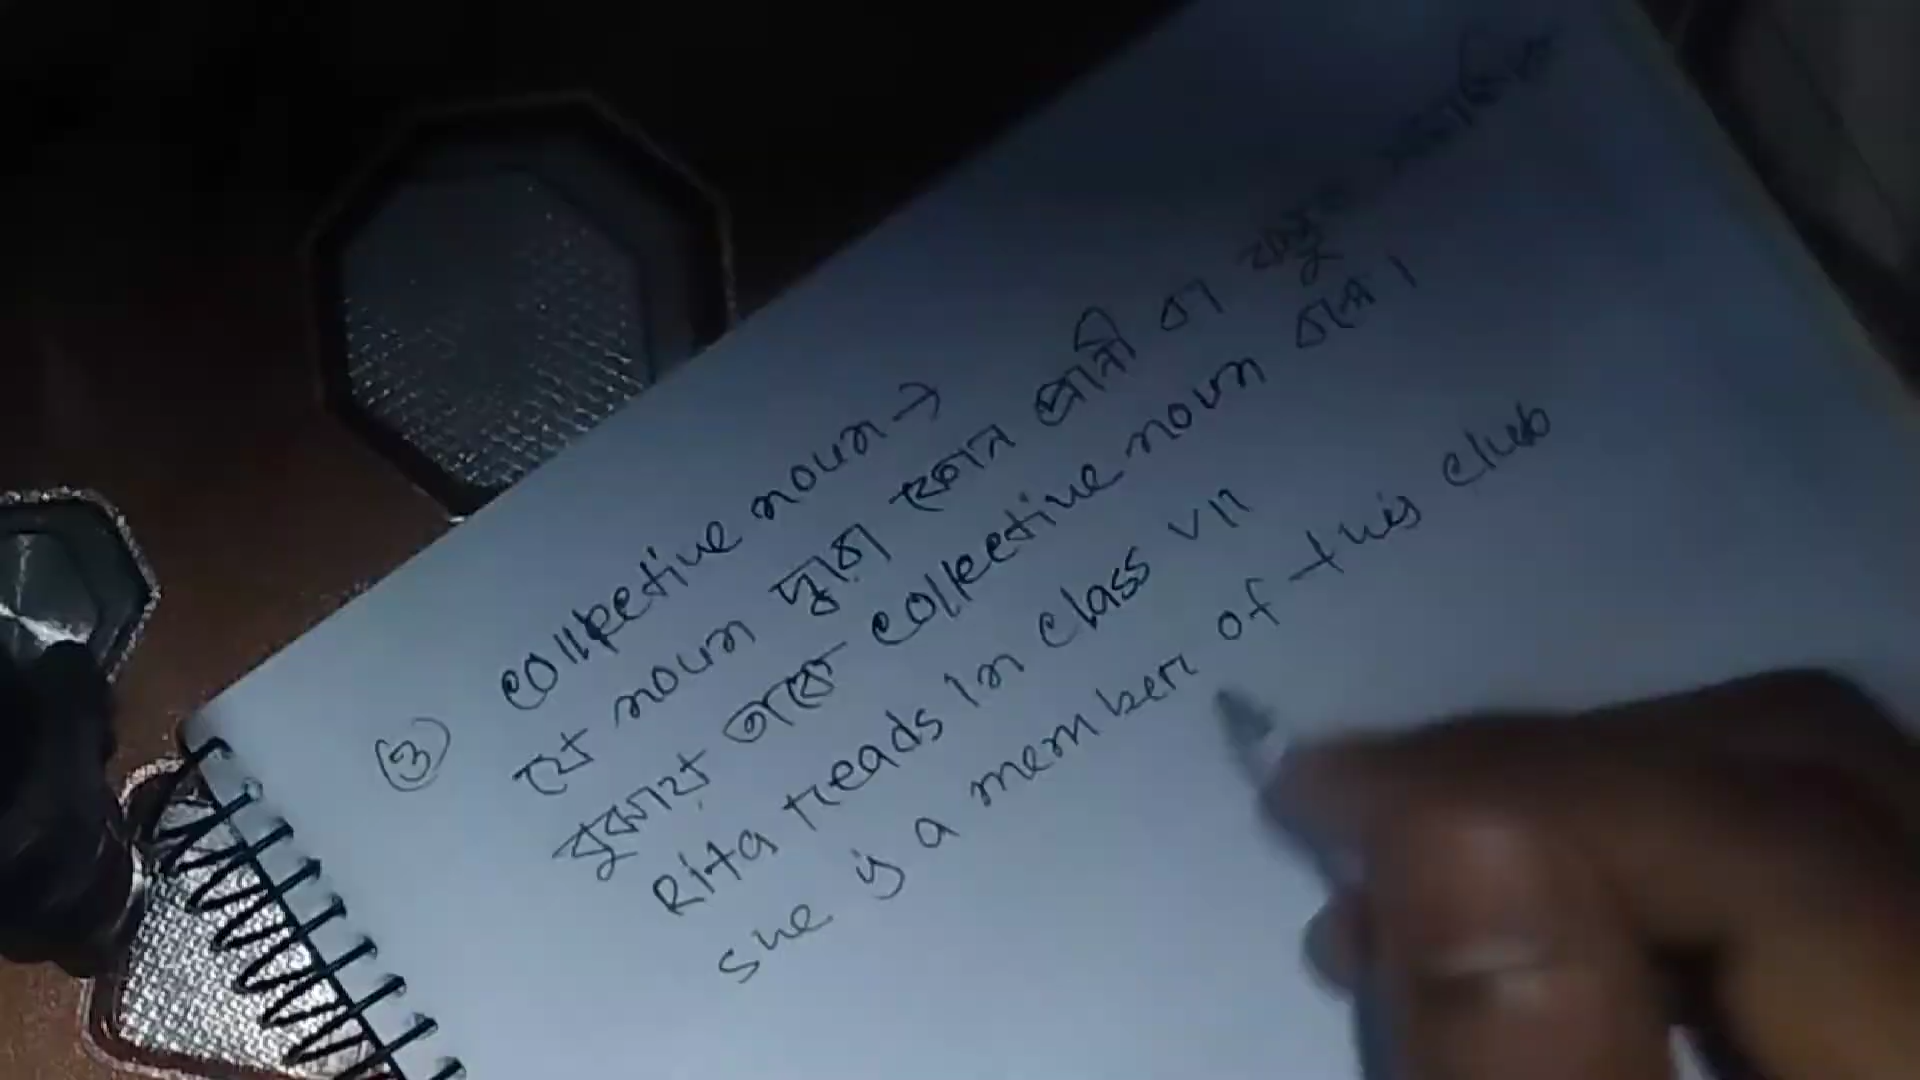 ③ collective noun →
যে noun দ্বারা কোন প্রানী বা বস্তুর
বুঝায় তাকে collective noun বলে।
Rita reads in class VII
she is a member of this club